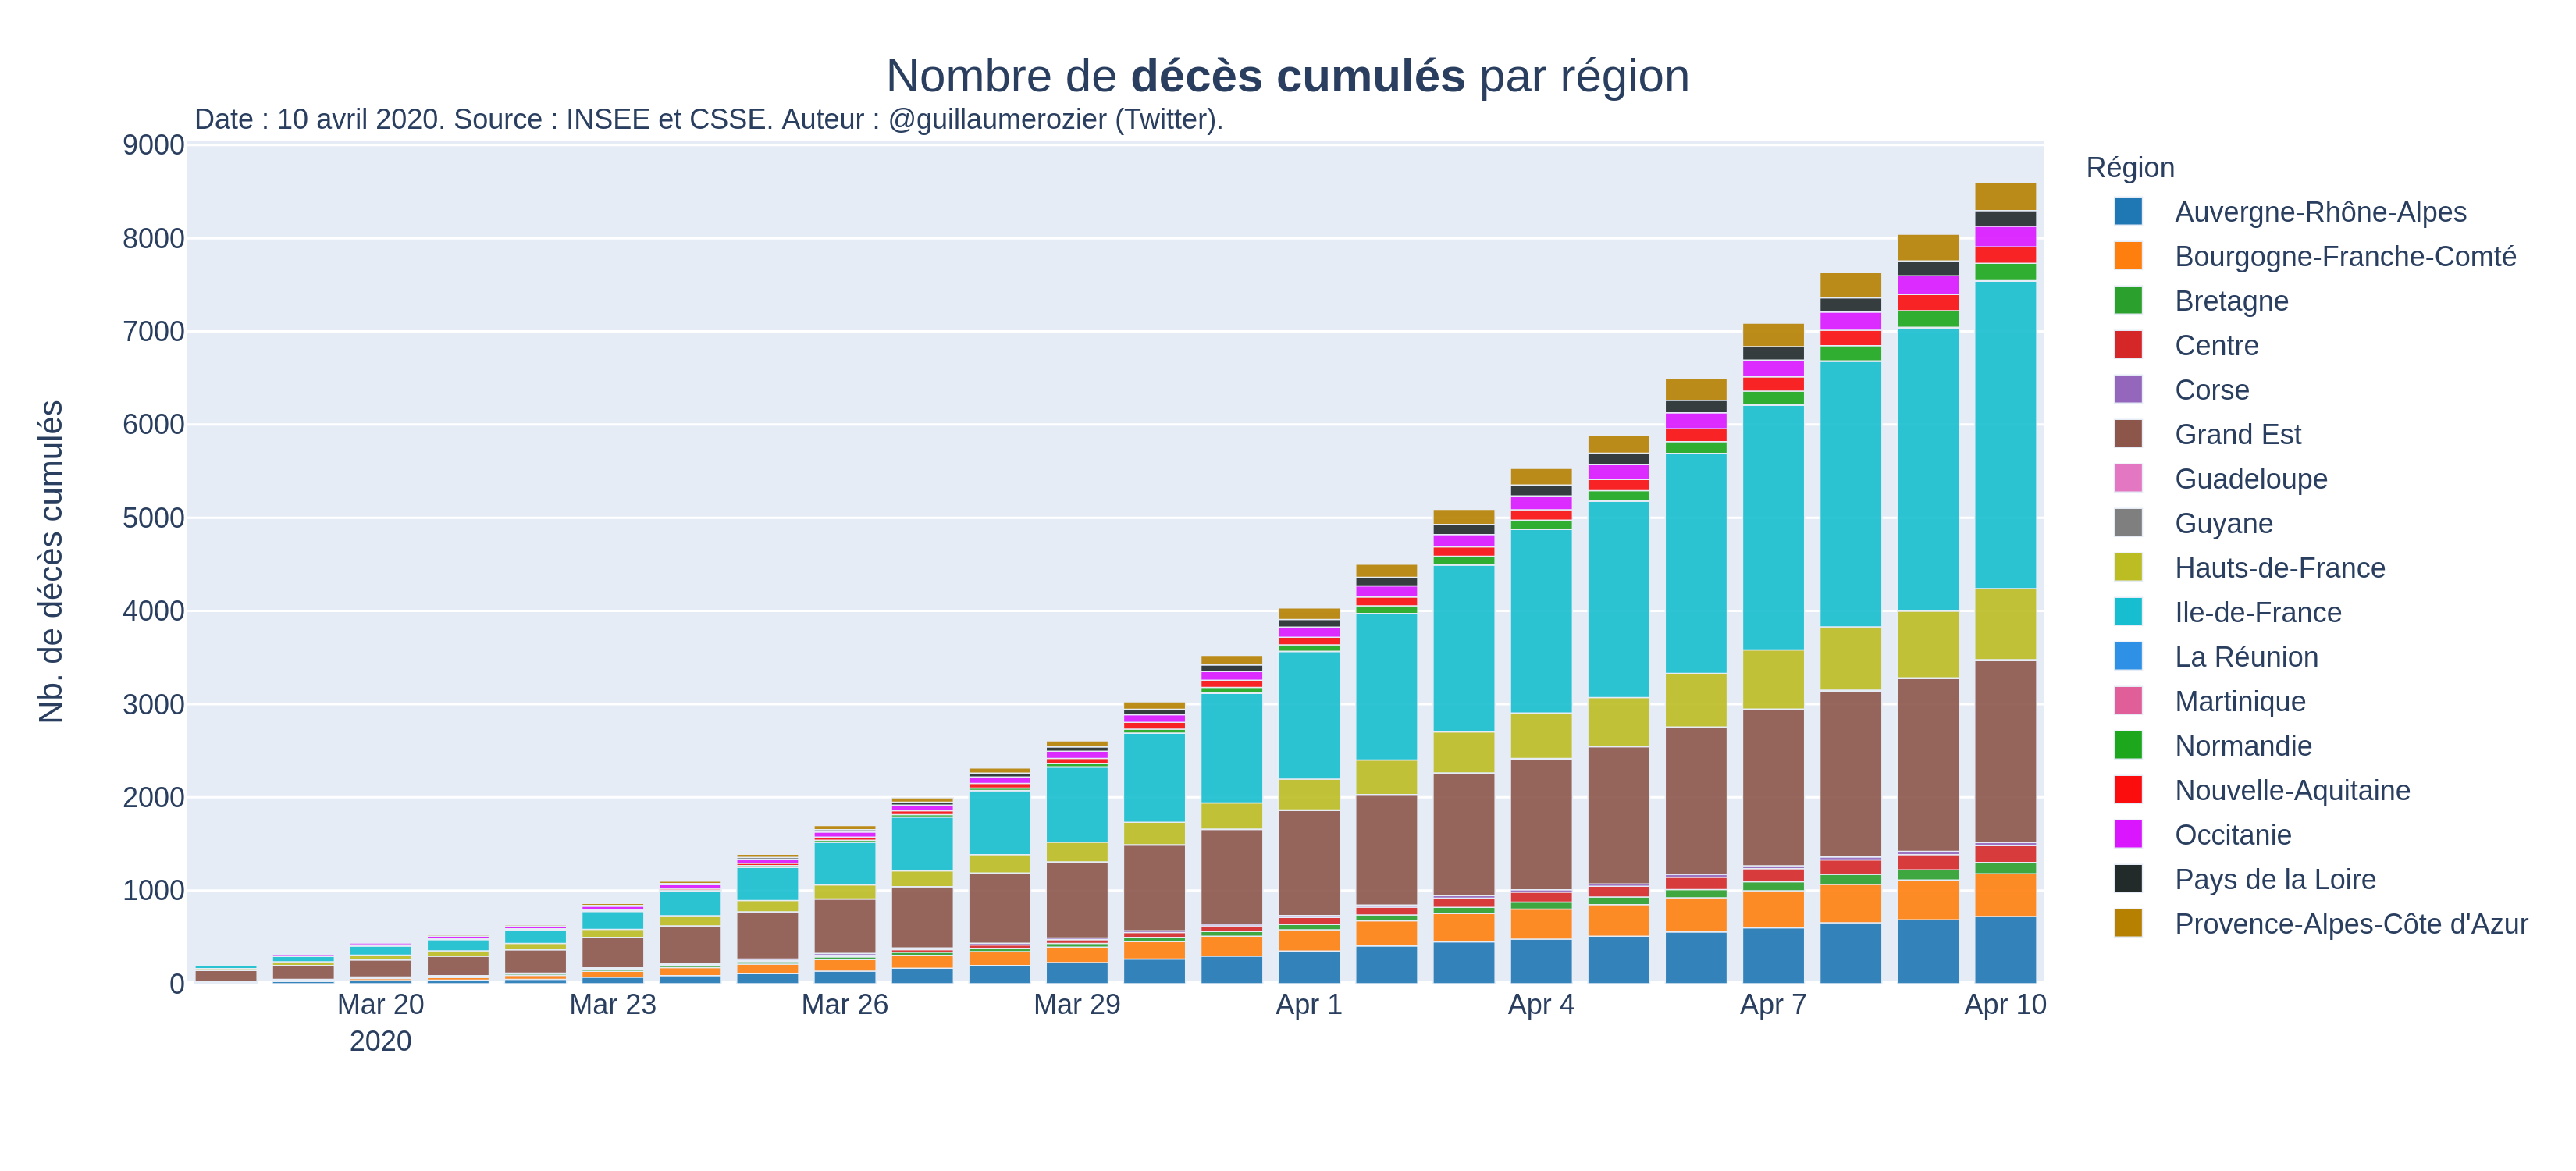 Nombre de décès cumulés par région
Date : 10 avril 2020. Source : INSEE et CSSE. Auteur : @guillaumerozier (Twitter).
Nb. de décès cumulés
9000
8000
7000
6000
5000
4000
3000
2000
1000
0
Mar 20 Mar 23 Mar 26 Mar 29 Apr 1 Apr 4 Apr 7 Apr 10
2020
Région
Auvergne-Rhône-Alpes
Bourgogne-Franche-Comté
Bretagne
Centre
Corse
Grand Est
Guadeloupe
Guyane
Hauts-de-France
Ile-de-France
La Réunion
Martinique
Normandie
Nouvelle-Aquitaine
Occitanie
Pays de la Loire
Provence-Alpes-Côte d'Azur